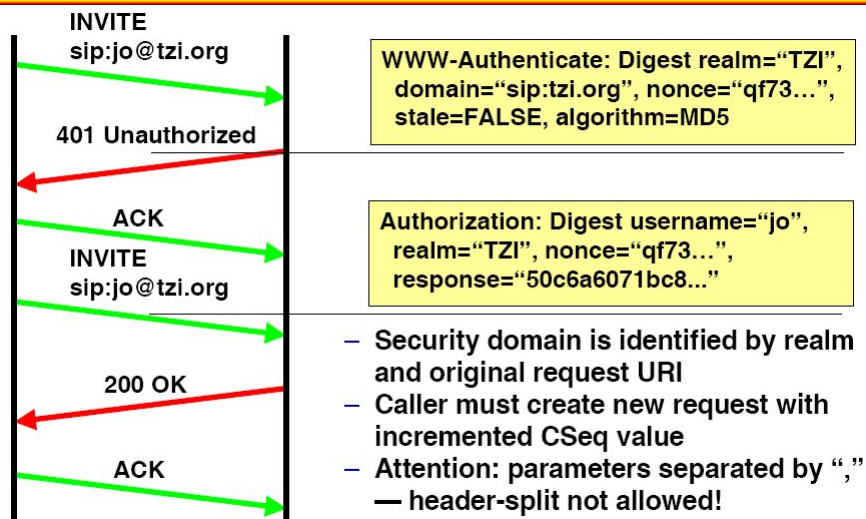 INVITE
sip:jo@tzi.org
401 Unauthorized
ACK
INVITE
sip:jo@tzi.org
200 OK
ACK
WWW-Authenticate: Digest realm=“TZI”,
domain=“sip:tzi.org”, nonce=“qf73…”,
stale=FALSE, algorithm=MD5
Authorization: Digest username=“jo”,
realm=“TZI”, nonce=“qf73…”,
response=“50c6a6071bc8...”
– Security domain is identified by realm
and original request URI
– Caller must create new request with
incremented CSeq value
– Attention: parameters separated by “,”
— header-split not allowed!